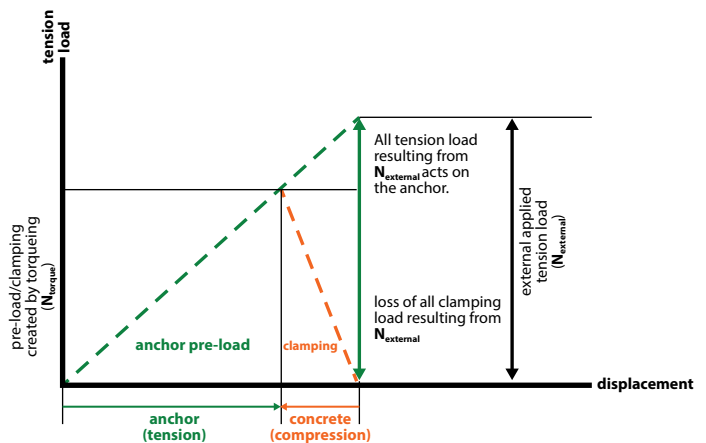 tension
load
pre-load/clamping
created by torqueing
(Ntorque)
All tension load
resulting from
Nexternal acts on
the anchor.
loss of all clamping
load resulting from
Nexternal
external applied
tension load
(Nexternal)
anchor pre-load
clamping
displacement
anchor
(tension)
concrete
(compression)